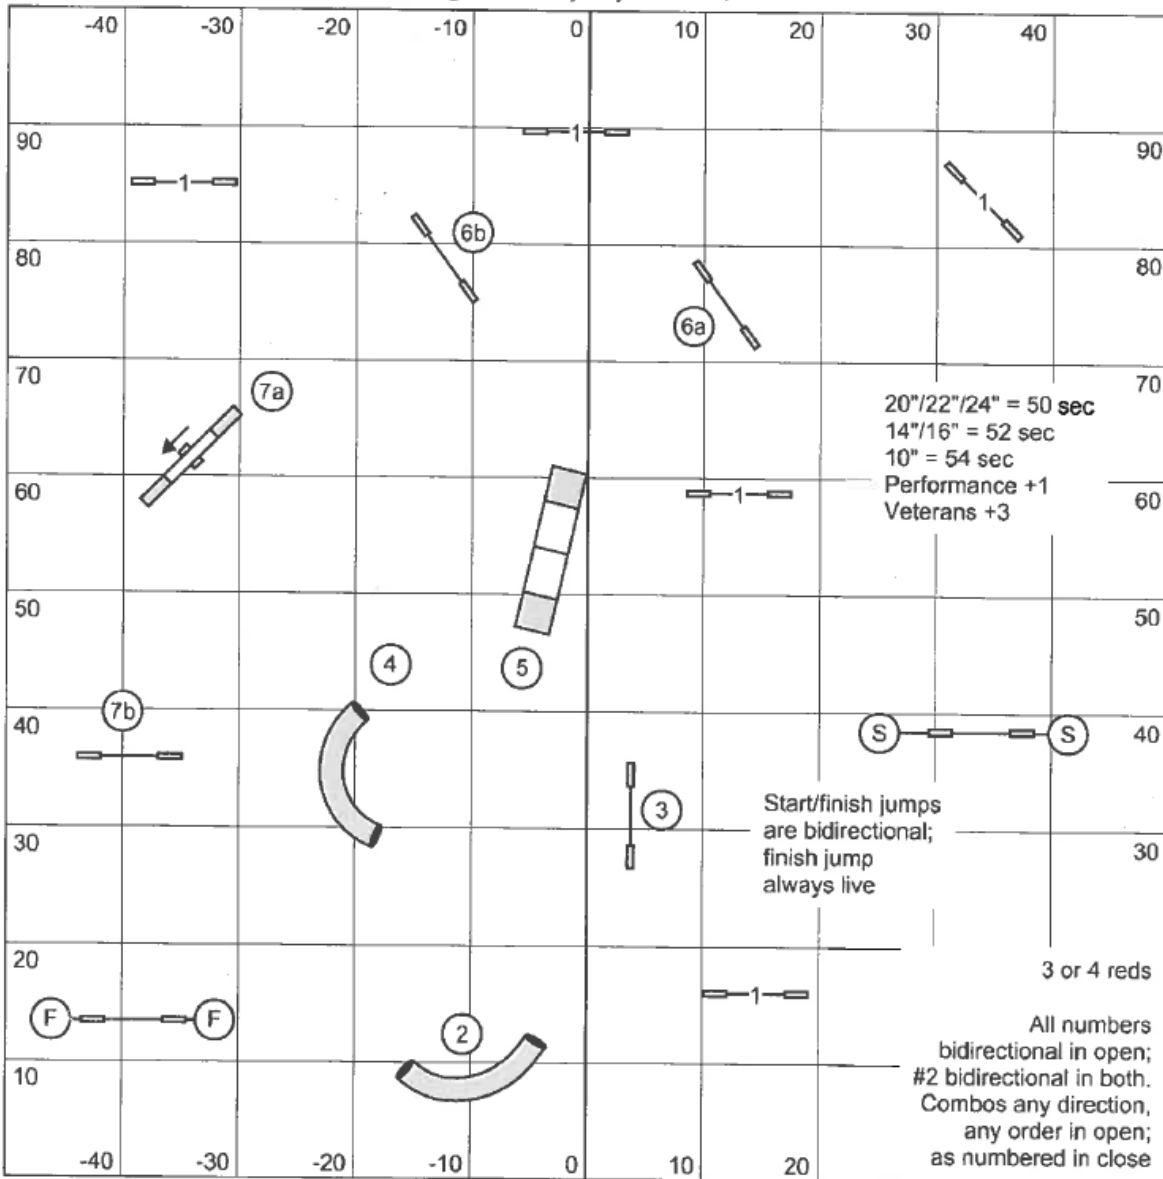 -40 -30 -20 -10 0 10 20 30 40
90 1 90
1
1
6b
80 80
6a
70 70
7a
20"/22"/24" = 50 sec
14"/16" = 52 sec
10" = 54 sec
60 1 60
Performance +1
Veterans +3
50 50
4 5
7b
40 S S 40
3
Start/finish jumps
are bidirectional;
30 30
finish jump
always live
20
3 or 4 reds
1
F F
2
All numbers
bidirectional in open;
10
#2 bidirectional in both.
Combos any direction,
any order in open;
as numbered in close
-40 -30 -20 -10 0 10 20